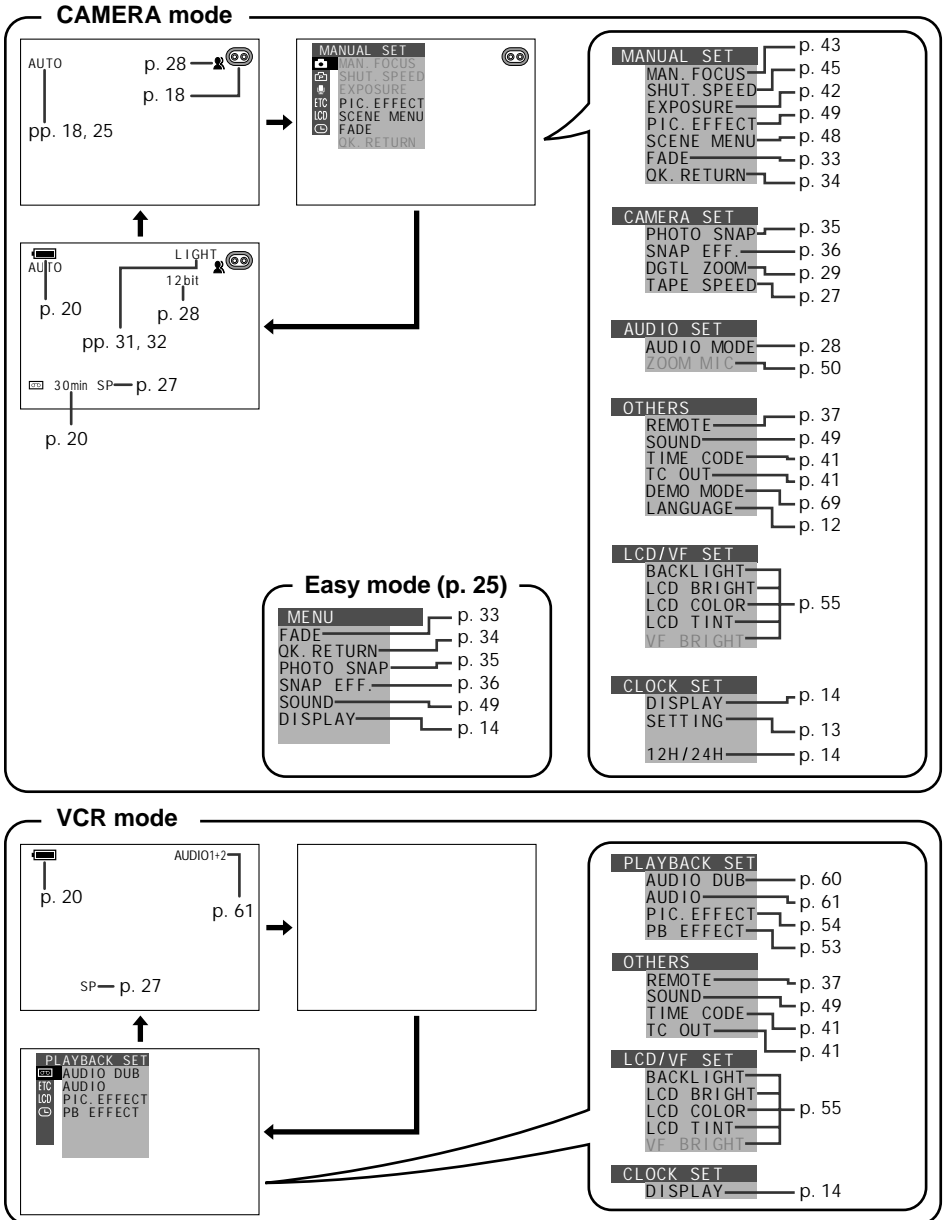 CAMERA mode
AUTO
p. 28
p. 18
pp. 18, 25
MANUAL SET
MAN. FOCUS
SHUT. SPEED
EXPOSURE
ETC PIC. EFFECT
LCD SCENE MENU
FADE
QK. RETURN
AUTO
LIGHT
12bit
p. 20
p. 28
pp. 31, 32
30min SP p. 27
p. 20
MANUAL SET
MAN. FOCUS p. 43
SHUT. SPEED p. 45
EXPOSURE p. 42
PIC. EFFECT p. 49
SCENE MENU p. 48
FADE p. 33
QK. RETURN p. 34
CAMERA SET
PHOTO SNAP p. 35
SNAP EFF. p. 36
DGTL ZOOM p. 29
TAPE SPEED p. 27
AUDIO SET
AUDIO MODE p. 28
ZOOM MIC p. 50
OTHERS
REMOTE p. 37
SOUND p. 49
TIME CODE p. 41
TC OUT p. 41
DEMO MODE p. 69
LANGUAGE p. 12
LCD/VF SET
BACKLIGHT
LCD BRIGHT
LCD COLOR p. 55
LCD TINT
VF BRIGHT
CLOCK SET
DISPLAY p. 14
SETTING p. 13
12H/24H p. 14
Easy mode (p. 25)
MENU
FADE p. 33
QK. RETURN p. 34
PHOTO SNAP p. 35
SNAP EFF. p. 36
SOUND p. 49
DISPLAY p. 14
VCR mode
AUDIO1+2
p. 20
p. 61
SP p. 27
PLAYBACK SET
AUDIO DUB
ETC AUDIO
LCD PIC. EFFECT
PB EFFECT
PLAYBACK SET
AUDIO DUB p. 60
AUDIO p. 61
PIC. EFFECT p. 54
PB EFFECT p. 53
OTHERS
REMOTE p. 37
SOUND p. 49
TIME CODE p. 41
TC OUT p. 41
LCD/VF SET
BACKLIGHT
LCD BRIGHT
LCD COLOR p. 55
LCD TINT
VF BRIGHT
CLOCK SET
DISPLAY p. 14